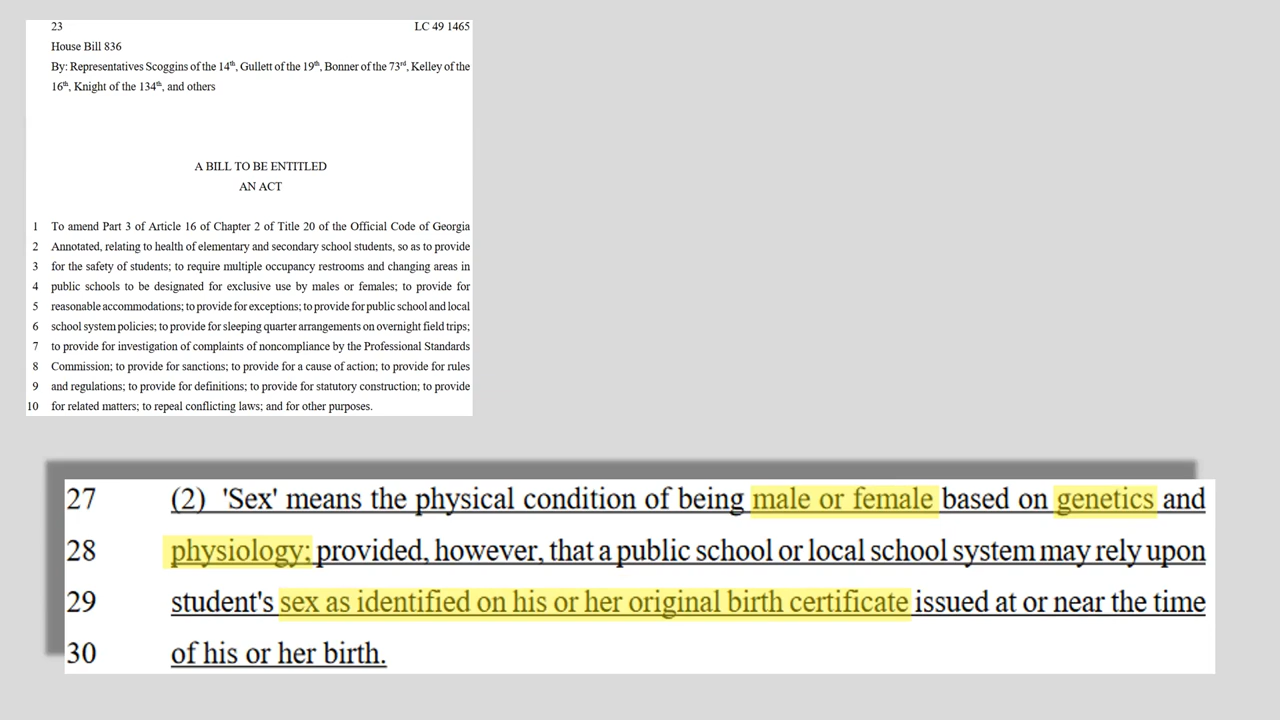 23 LC 49 1465
House Bill 836
By: Representatives Scoggins of the 14th, Gullett of the 19th, Bonner of the 73rd, Kelley of the
16th, Knight of the 134th, and others
A BILL TO BE ENTITLED
AN ACT
1 To amend Part 3 of Article 16 of Chapter 2 of Title 20 of the Official Code of Georgia
2 Annotated, relating to health of elementary and secondary school students, so as to provide
3 for the safety of students; to require multiple occupancy restrooms and changing areas in
4 public schools to be designated for exclusive use by males or females; to provide for
5 reasonable accommodations; to provide for exceptions; to provide for public school and local
6 school system policies; to provide for sleeping quarter arrangements on overnight field trips;
7 to provide for investigation of complaints of noncompliance by the Professional Standards
8 Commission; to provide for sanctions; to provide for a cause of action; to provide for rules
9 and regulations; to provide for definitions; to provide for statutory construction; to provide
10 for related matters; to repeal conflicting laws; and for other purposes.
27 (2) 'Sex' means the physical condition of being male or female based on genetics and
28 physiology; provided, however, that a public school or local school system may rely upon
29 student's sex as identified on his or her original birth certificate issued at or near the time
30 of his or her birth.